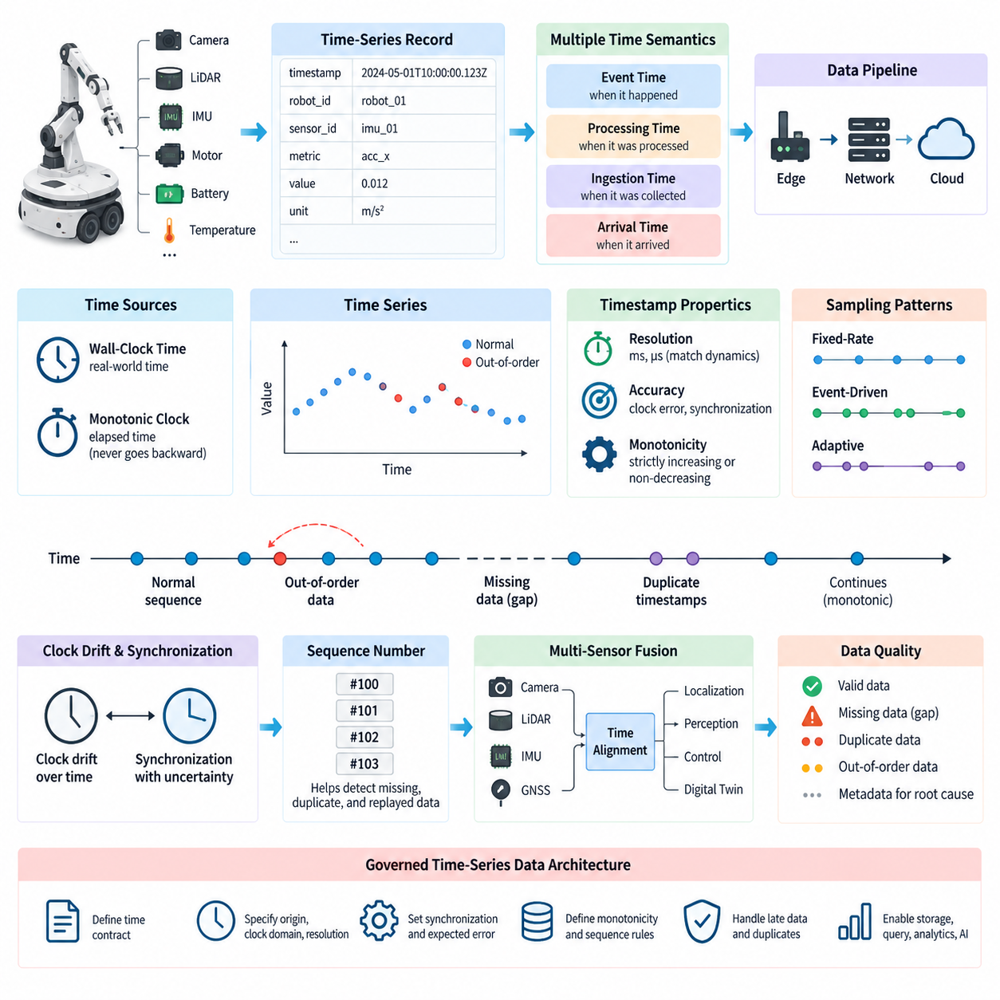 Camera
LiDAR
IMU
Motor
Battery
Temperature
...
Time-Series Record
timestamp 2024-05-01T10:00:00.123Z
robot_id robot_01
sensor_id imu_01
metric acc_x
value 0.012
unit m/s²
...
Multiple Time Semantics
Event Time
when it happened
Processing Time
when it was processed
Ingestion Time
when it was collected
Arrival Time
when it arrived
Data Pipeline
Edge Network Cloud
Time Sources
Wall-Clock Time
real-world time
Monotonic Clock
elapsed time
(never goes backward)
Time Series
Normal
Out-of-order
Value
Time
Timestamp Propertics
Resolution
ms, µs (match dynamics)
Accuracy
clock error, synchronization
Monotonicity
strictly increasing or
non-decreasing
Sampling Patterns
Fixed-Rate
Event-Driven
Adaptive
Time
Normal
sequence
Out-of-order
data
Missing
data (gap)
Duplicate
timestamps
Continues
(monotonic)
Clock Drift & Synchronization
Clock drift
over time
Synchronization
with uncertainty
Sequence Number
#100
#101
#102
#103
Helps detect missing,
duplicate, and replayed data
Multi-Sensor Fusion
Camera
LiDAR
IMU
GNSS
Time
Alignment
Localization
Perception
Control
Digital Twin
Data Quality
Valid data
Missing data (gap)
Duplicate data
Out-of-order data
Metadata for root cause
Governed Time-Series Data Architecture
Define time
contract
Specify origin,
clock domain, resolution
Set synchronization
and expected error
Define monotonicity
and sequence rules
Handle late data
and duplicates
Enable storage,
query, analytics, AI